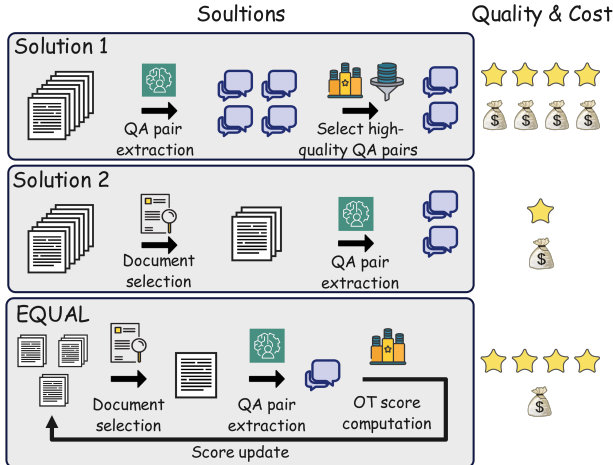 Soultions
Quality & Cost
Solution 1
QA pair
extraction
Select high-
quality QA pairs
$ $ $ $
Solution 2
Document
selection
QA pair
extraction
$
EQUAL
Document
selection
QA pair
extraction
OT score
computation
Score update
$